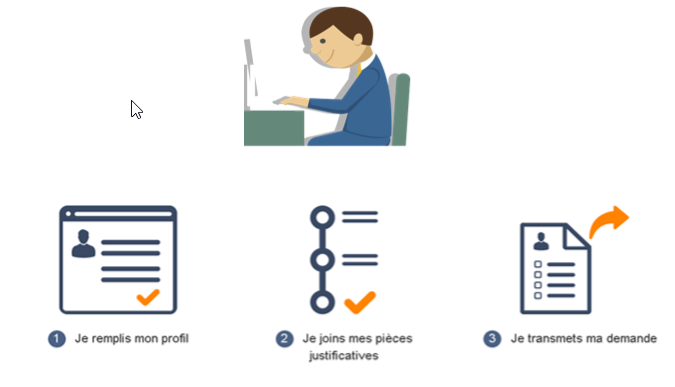 1 Je remplis mon profil
2 Je joins mes pièces
justificatives
3 Je transmets ma demande